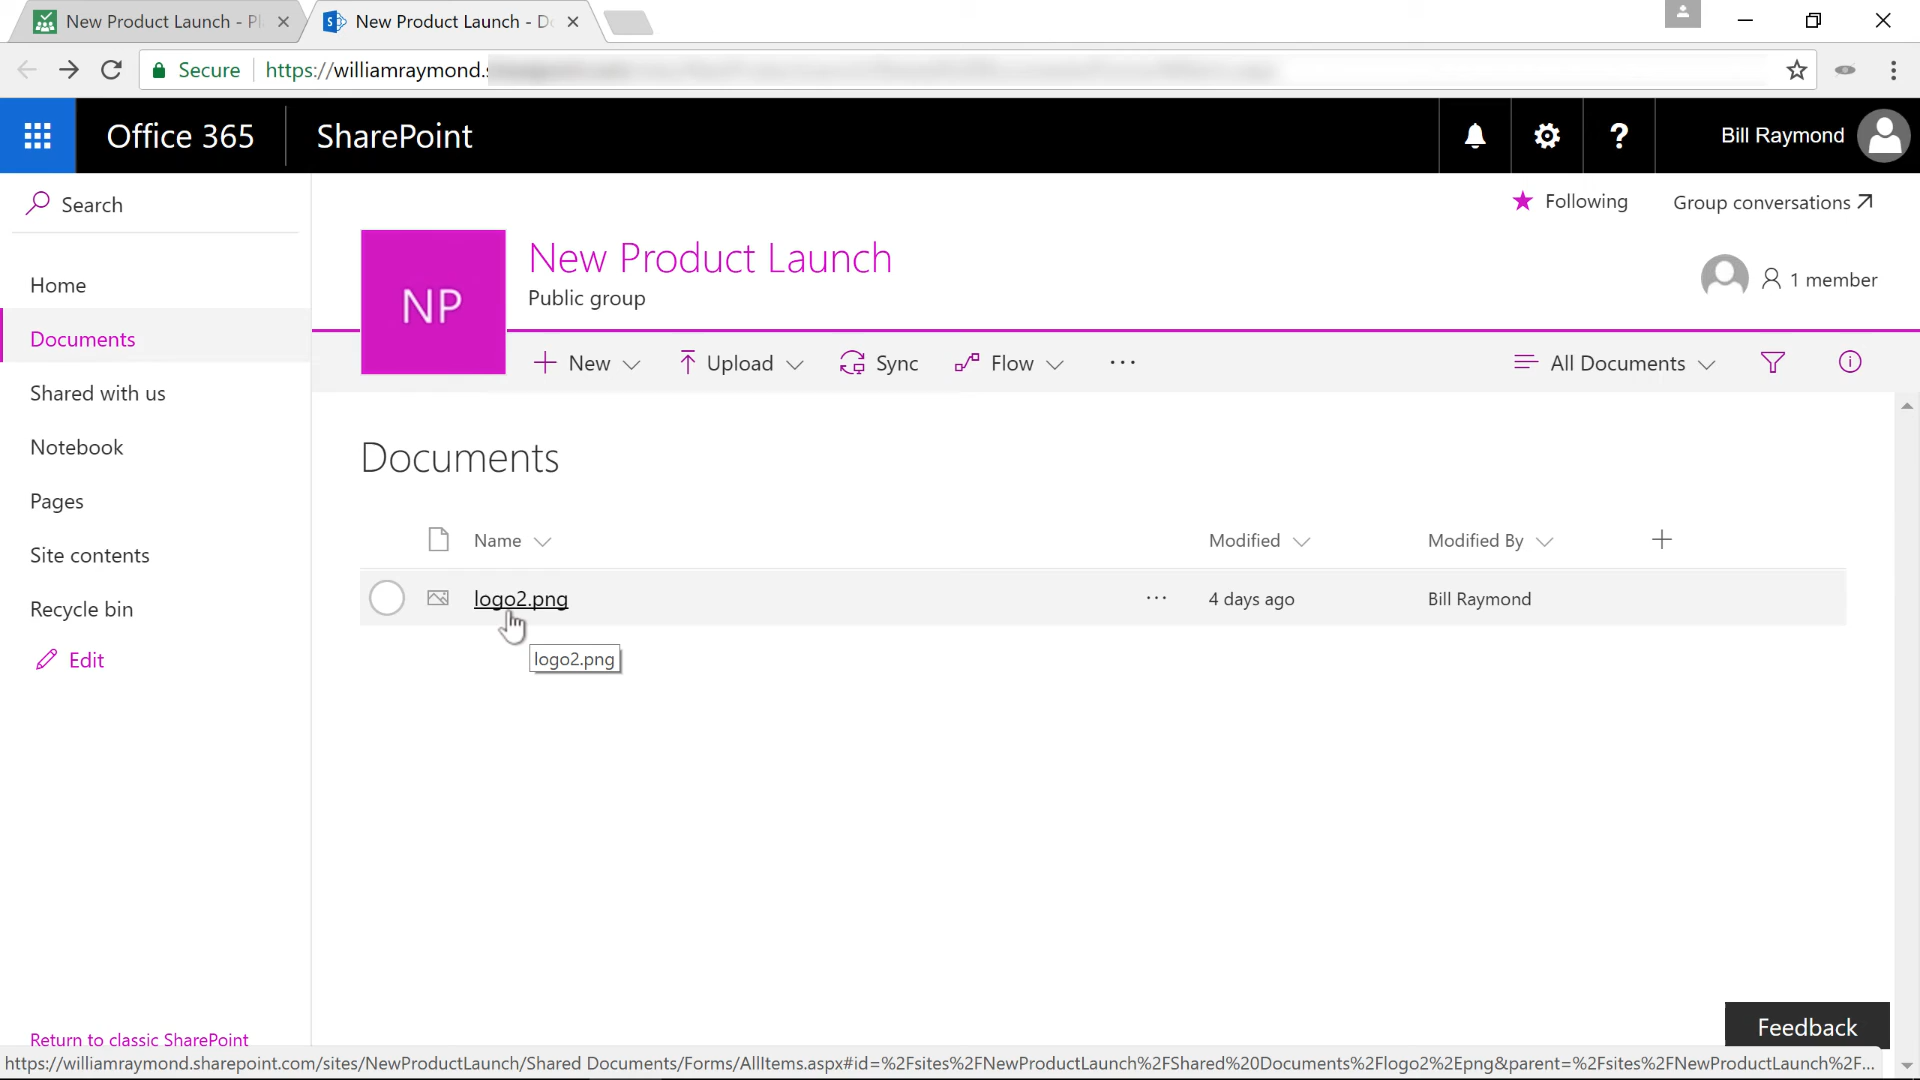 New Product Launch - Pl
New Product Launch - Do
Secure https://williamraymond.
Office 365 SharePoint Bill Raymond
Search
Following Group conversations
NP
New Product Launch
Public group
1 member
Home
Documents
Shared with us
Notebook
Pages
Site contents
Recycle bin
Edit
Return to classic SharePoint
New Upload Sync Flow ... All Documents
Documents
Name Modified Modified By
logo2.png ... 4 days ago Bill Raymond
logo2.png
Feedback
https://williamraymond.sharepoint.com/sites/NewProductLaunch/Shared Documents/Forms/AllItems.aspx#id=%2Fsites%2FNewProductLaunch%2FShared%20Documents%2Flogo2%2Epng&parent=%2Fsites%2FNewProductLaunch%2F...